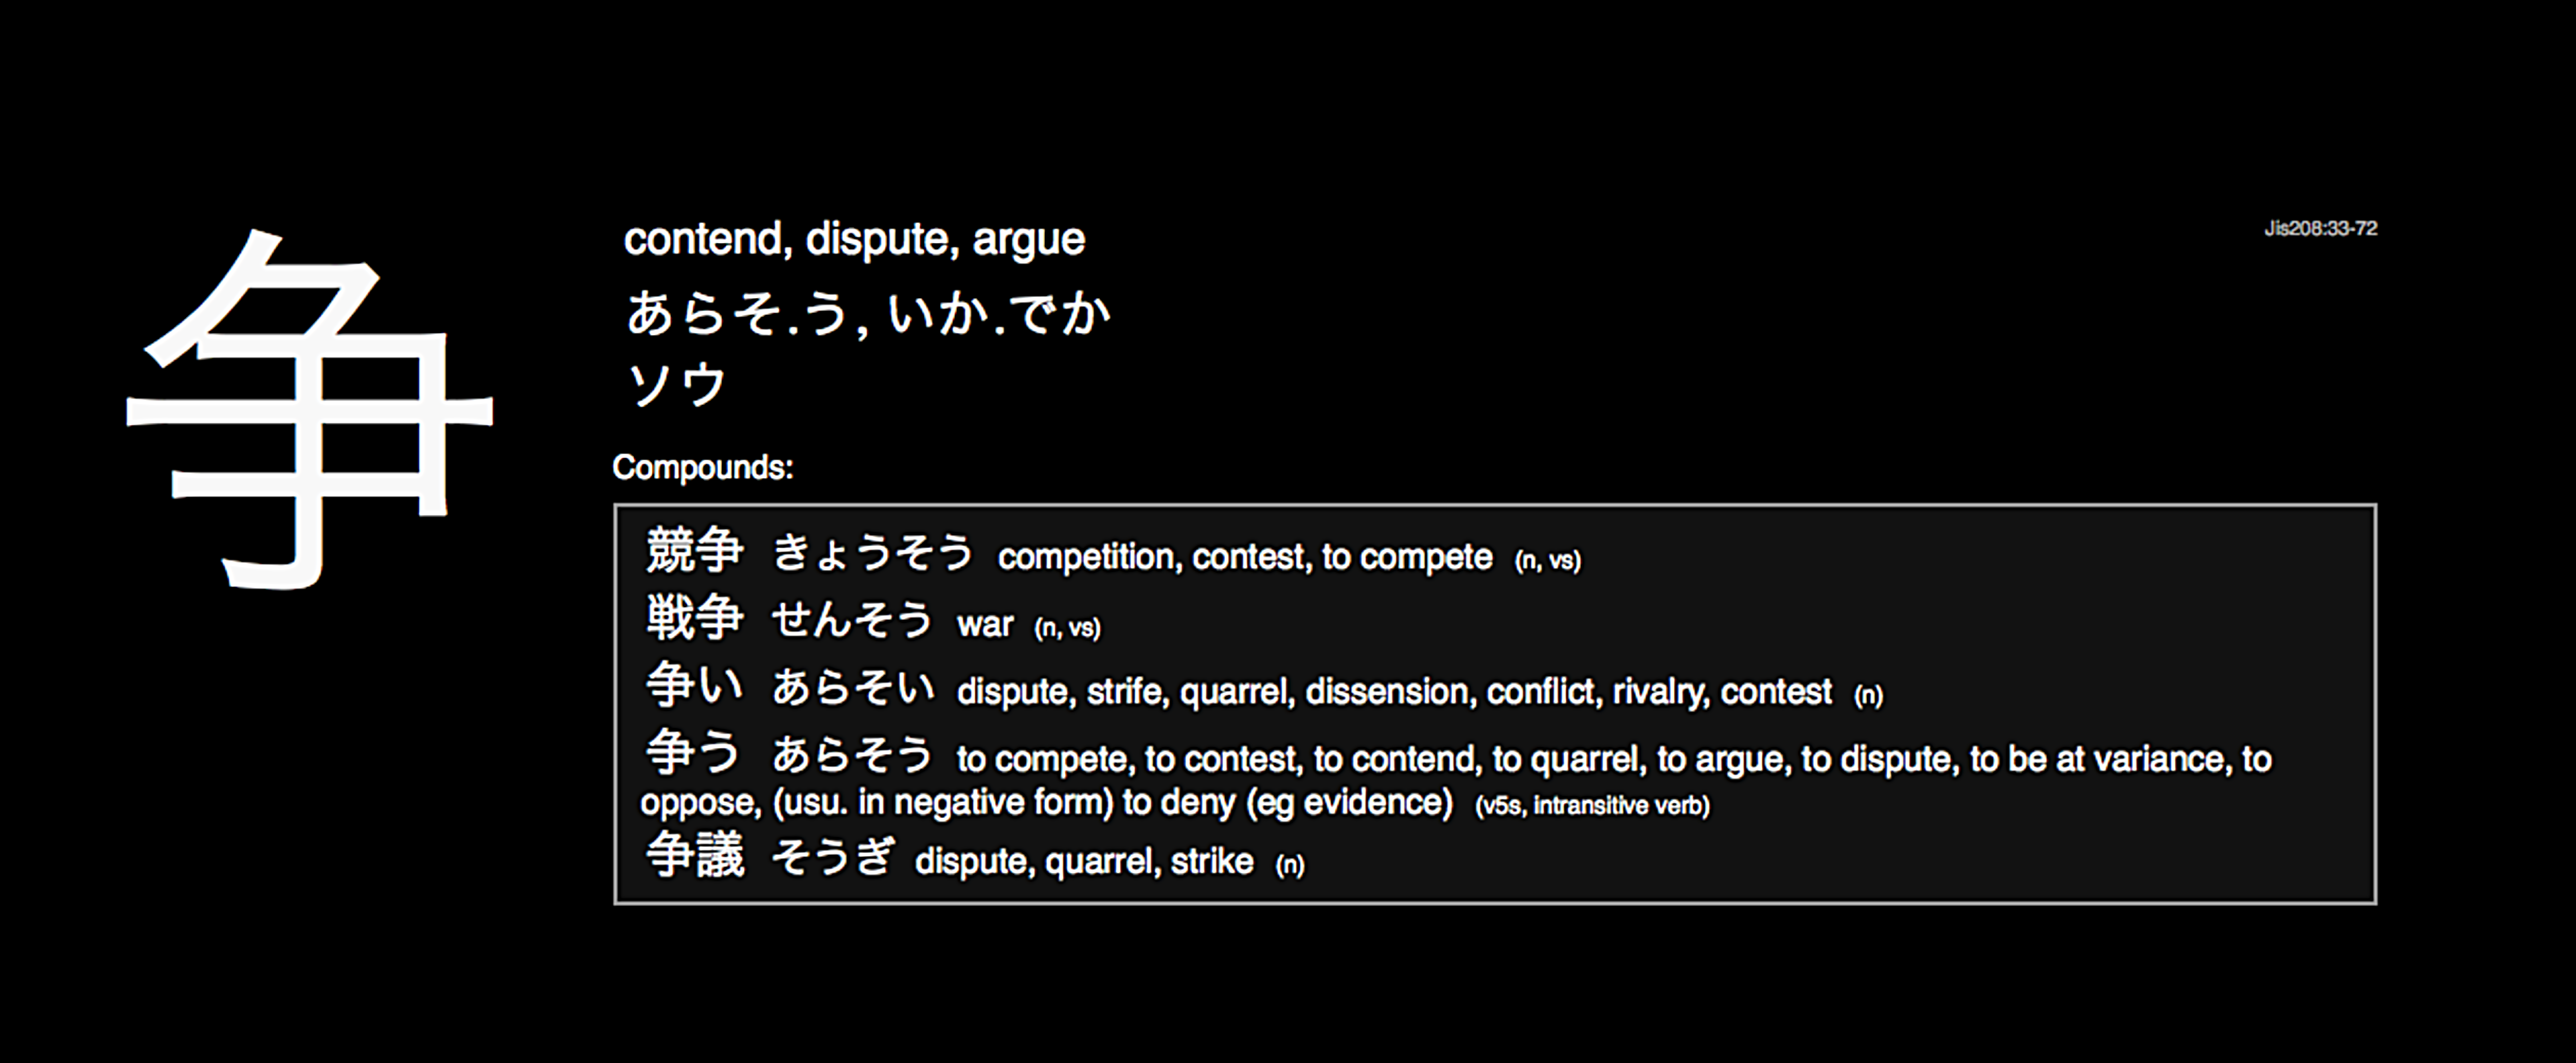 争
contend, dispute, argue
Jis208:33-72
あらそ.う, いか.でか
ソウ
Compounds:
競争 きょうそう competition, contest, to compete (n, vs)
戦争 せんそう war (n, vs)
争い あらそい dispute, strife, quarrel, dissension, conflict, rivalry, contest (n)
争う あらそう to compete, to contest, to contend, to quarrel, to argue, to dispute, to be at variance, to
oppose, (usu. in negative form) to deny (eg evidence) (v5s, intransitive verb)
争議 そうぎ dispute, quarrel, strike (n)